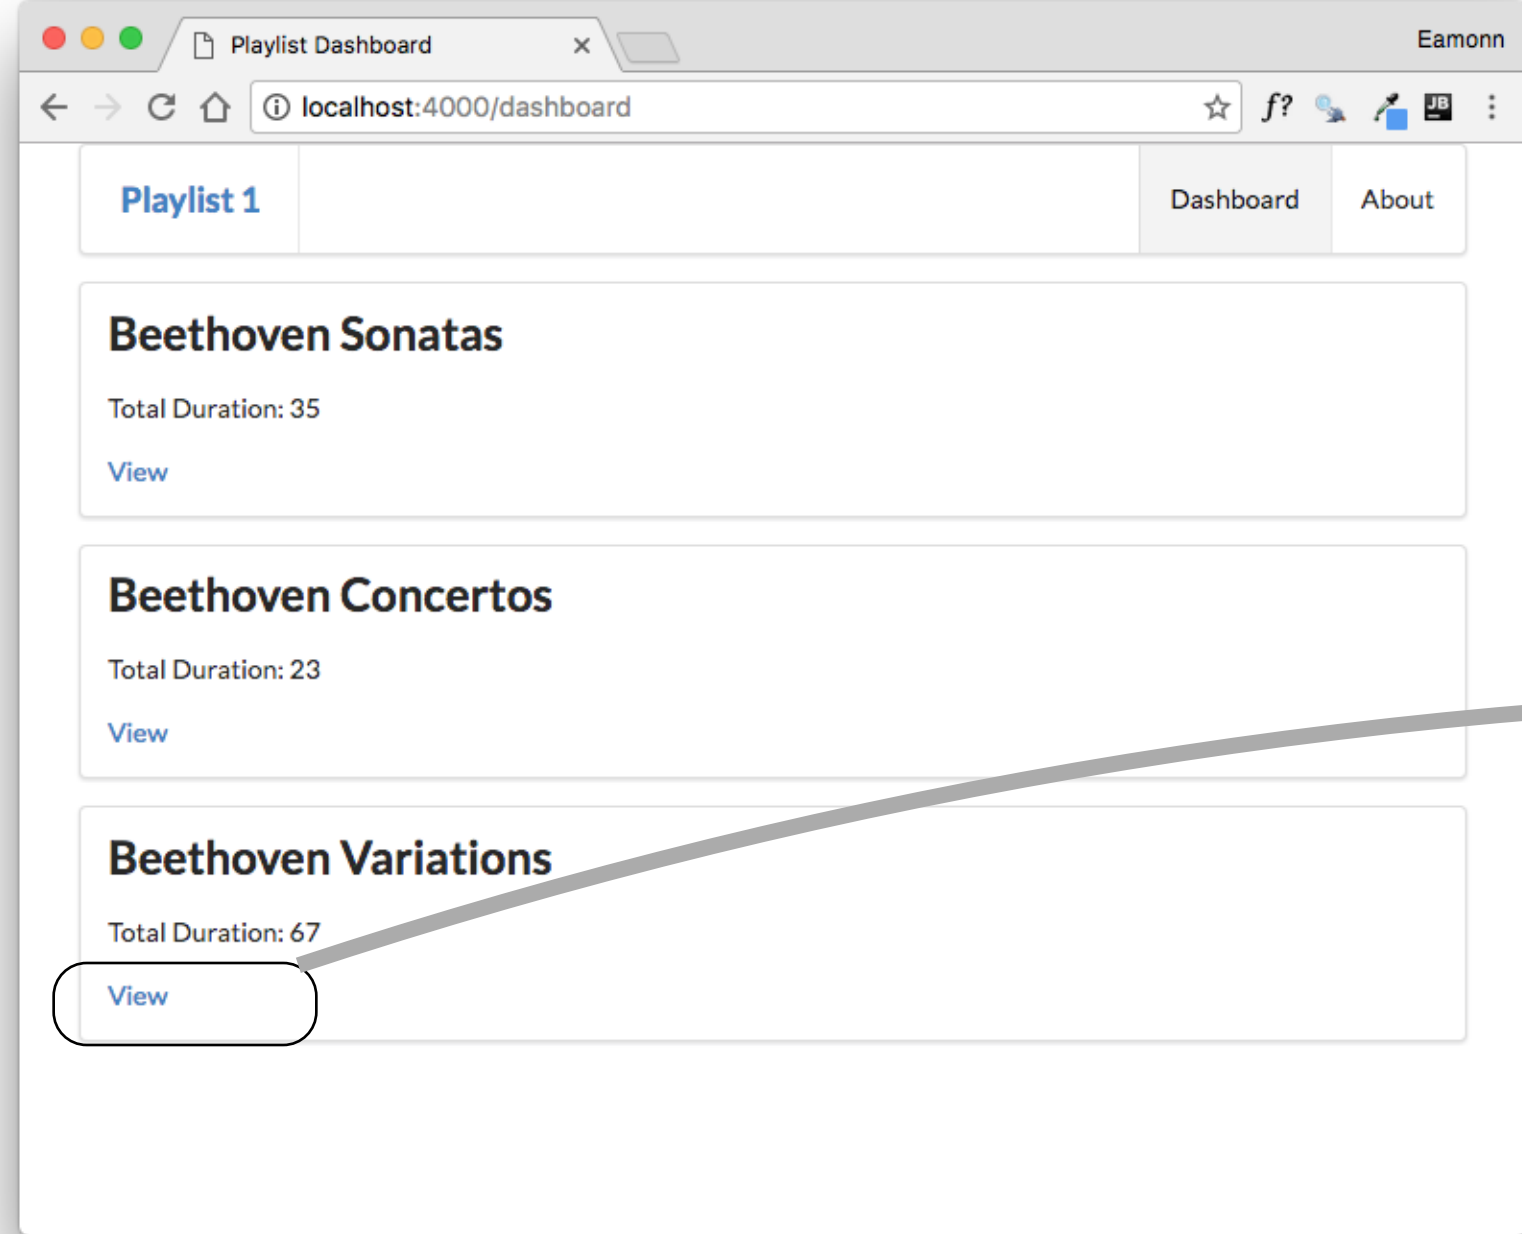 Playlist Dashboard
Eamonn
localhost:4000/dashboard
f?
JB
Playlist 1
Dashboard
About
Beethoven Sonatas
Total Duration: 35
View
Beethoven Concertos
Total Duration: 23
View
Beethoven Variations
Total Duration: 67
View